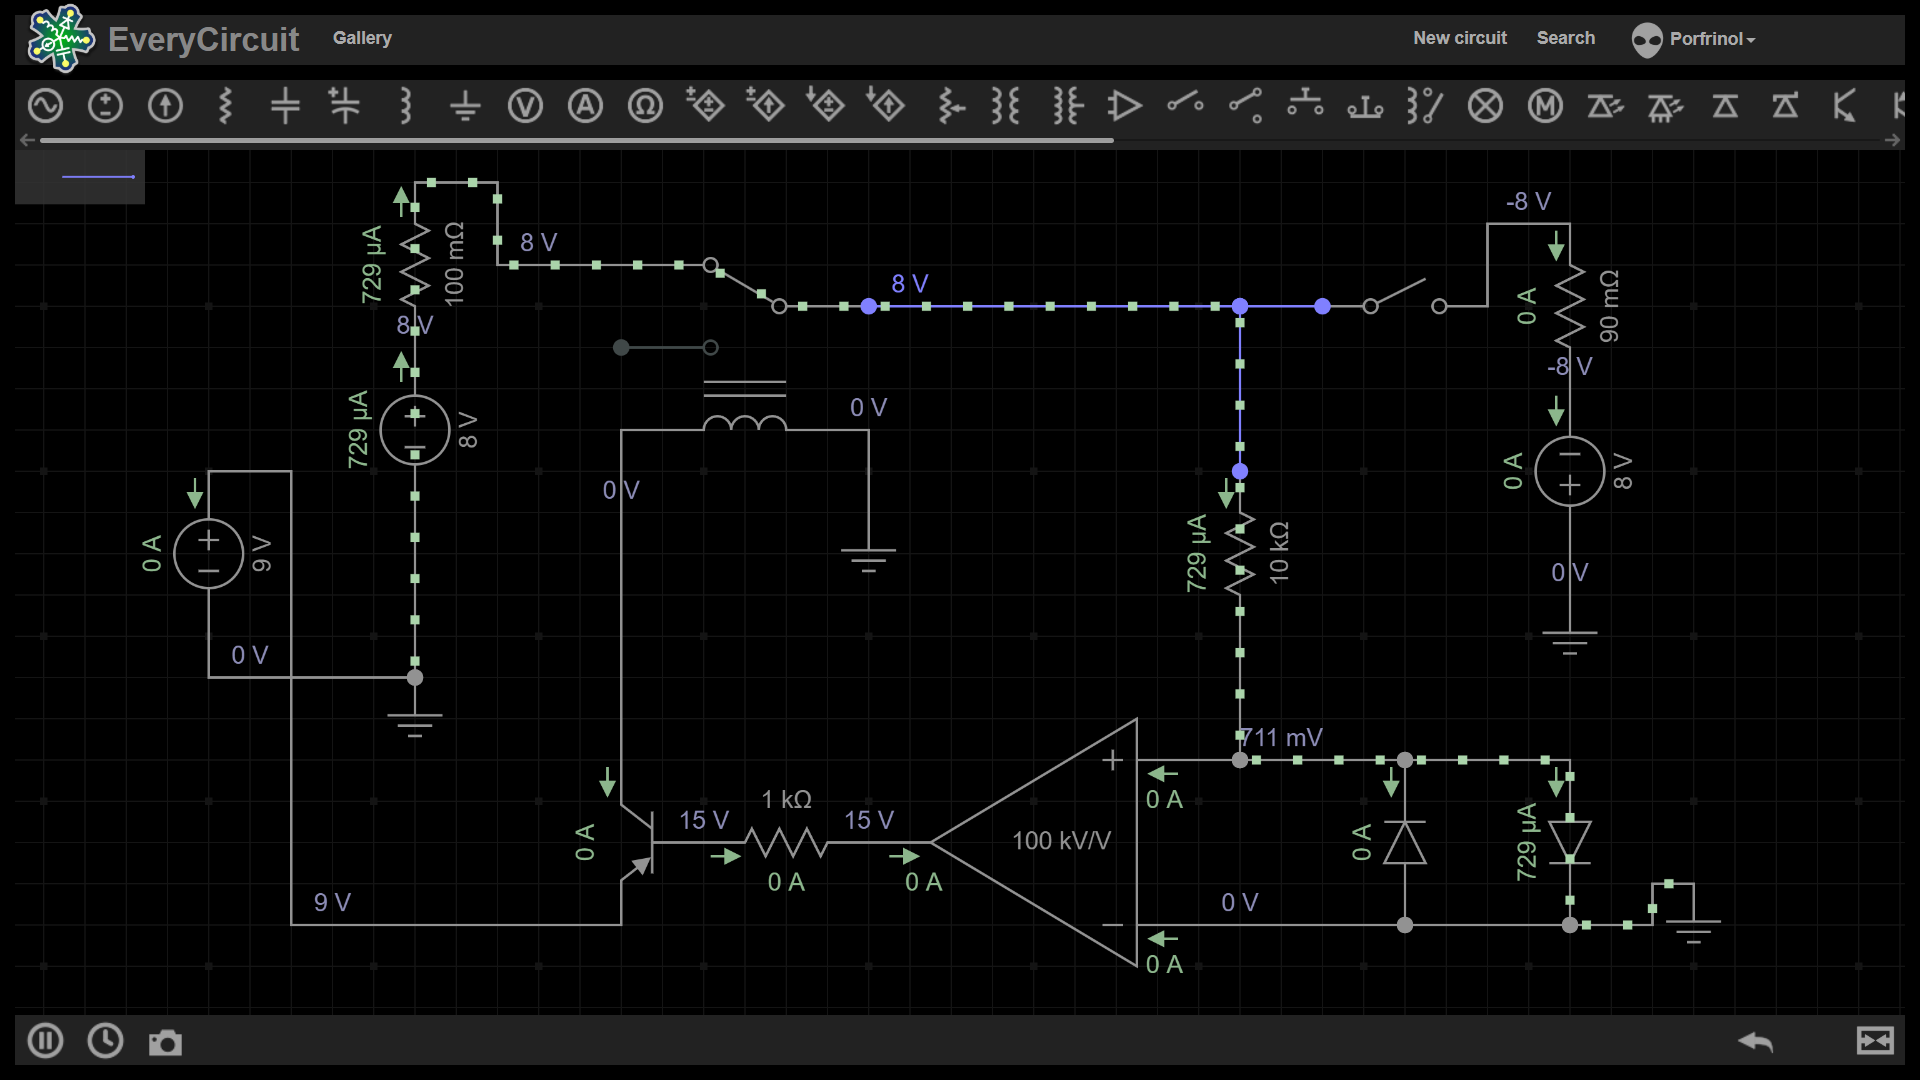 EveryCircuit
Gallery
New circuit
Search
Porfrinol
V
A
Ω
M
-8 V
729 µA
100 mΩ
8 V
8 V
8 V
0 A
90 mΩ
-8 V
0 V
729 µA
8 V
0 A
8 V
0 V
0 A
9 V
729 µA
10 kΩ
0 V
0 V
711 mV
0 A
1 kΩ
15 V
15 V
0 A
0 A
0 A
100 kV/V
0 A
729 µA
9 V
0 V
0 A